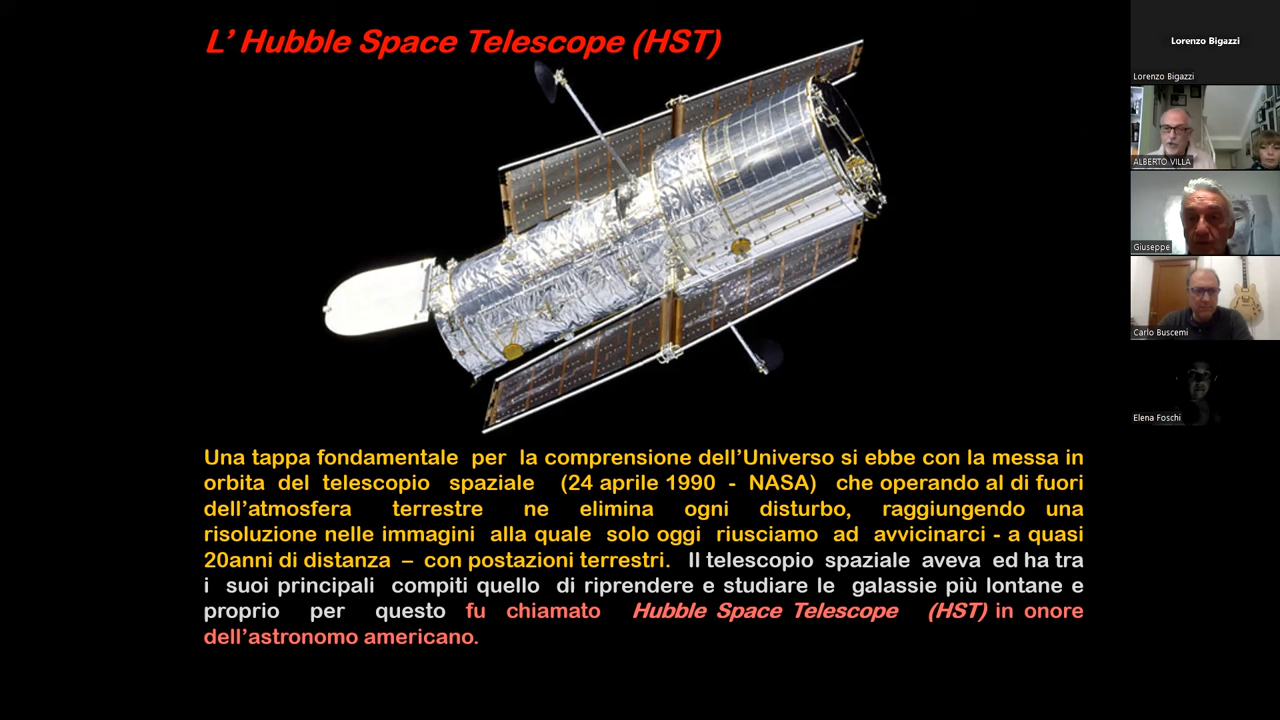 L' Hubble Space Telescope (HST)
Una tappa fondamentale per la comprensione dell'Universo si ebbe con la messa in
orbita del telescopio spaziale (24 aprile 1990 - NASA) che operando al di fuori
dell'atmosfera terrestre ne elimina ogni disturbo, raggiungendo una
risoluzione nelle immagini alla quale solo oggi riusciamo ad avvicinarci - a quasi
20anni di distanza – con postazioni terrestri. Il telescopio spaziale aveva ed ha tra
i suoi principali compiti quello di riprendere e studiare le galassie più lontane e
proprio per questo fu chiamato Hubble Space Telescope (HST) in onore
dell'astronomo americano.
Lorenzo Bigazzi
Lorenzo Bigazzi
ALBERTO VILLA
Giuseppe
Carlo Buscemi
Elena Foschi